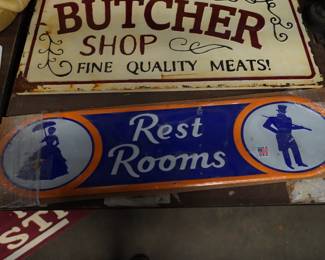 BUTCHER
SHOP
FINE QUALITY MEATS!
Rest
Rooms